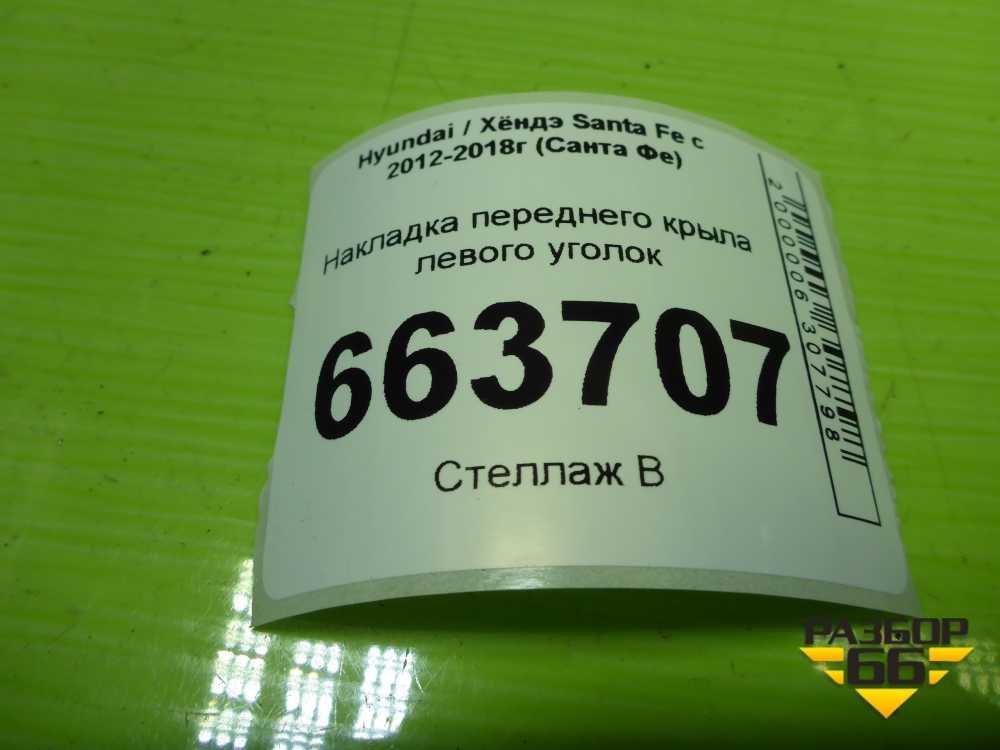 Hyundai / Хёндэ Santa Fe с
2012-2018г (Санта Фе)
Накладка переднего крыла
левого уголок
663707
Стеллаж В
2000006307798
РАЗБОР
66